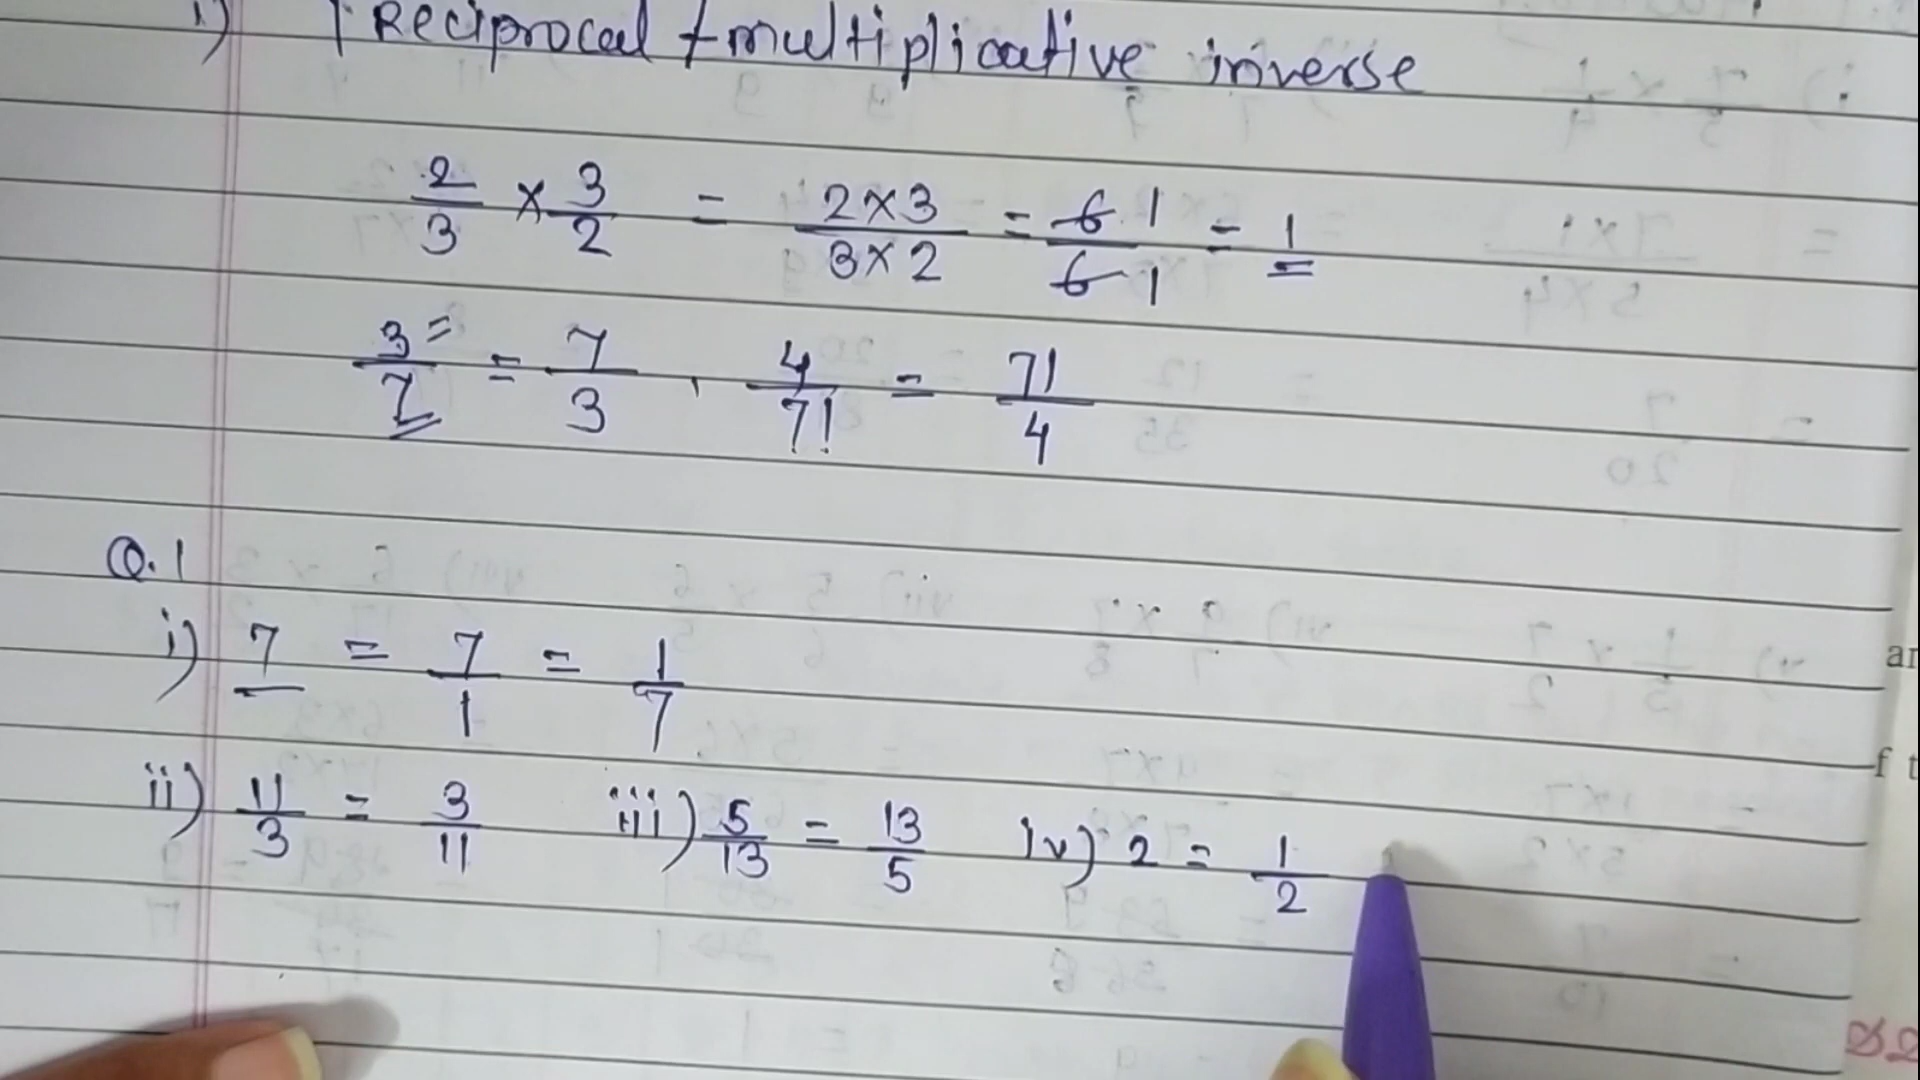 i) Reciprocal + multiplicative inverse
2/3 × 3/2 = 2×3/3×2 = 6 1/6 1 = 1
3/7 = 7/3 , 4/71 = 71/4
Q.1
i) 7 = 7/1 = 1/7
ii) 11/3 = 3/11 iii) 5/13 = 13/5 iv) 2 = 1/2